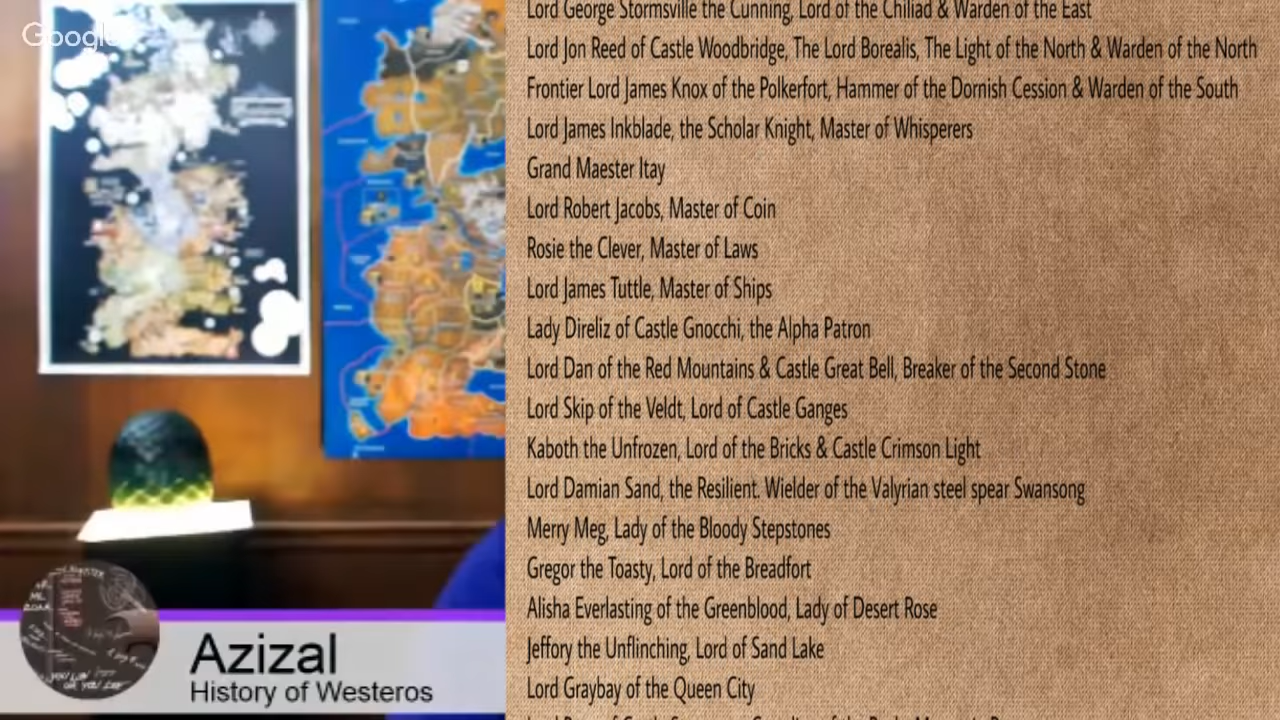 Google
Lord George Stormsville the Cunning, Lord of the Chiliad & Warden of the East
Lord Jon Reed of Castle Woodbridge, The Lord Borealis, The Light of the North & Warden of the North
Frontier Lord James Knox of the Polkerfort, Hammer of the Dornish Cession & Warden of the South
Lord James Inkblade, the Scholar Knight, Master of Whisperers
Grand Maester Itay
Lord Robert Jacobs, Master of Coin
Rosie the Clever, Master of Laws
Lord James Tuttle, Master of Ships
Lady Direliz of Castle Gnocchi, the Alpha Patron
Lord Dan of the Red Mountains & Castle Great Bell, Breaker of the Second Stone
Lord Skip of the Veldt, Lord of Castle Ganges
Kaboth the Unfrozen, Lord of the Bricks & Castle Crimson Light
Lord Damian Sand, the Resilient. Wielder of the Valyrian steel spear Swansong
Merry Meg, Lady of the Bloody Stepstones
Gregor the Toasty, Lord of the Breadfort
Alisha Everlasting of the Greenblood, Lady of Desert Rose
Jeffory the Unflinching, Lord of Sand Lake
Lord Graybay of the Queen City
Azizal
History of Westeros